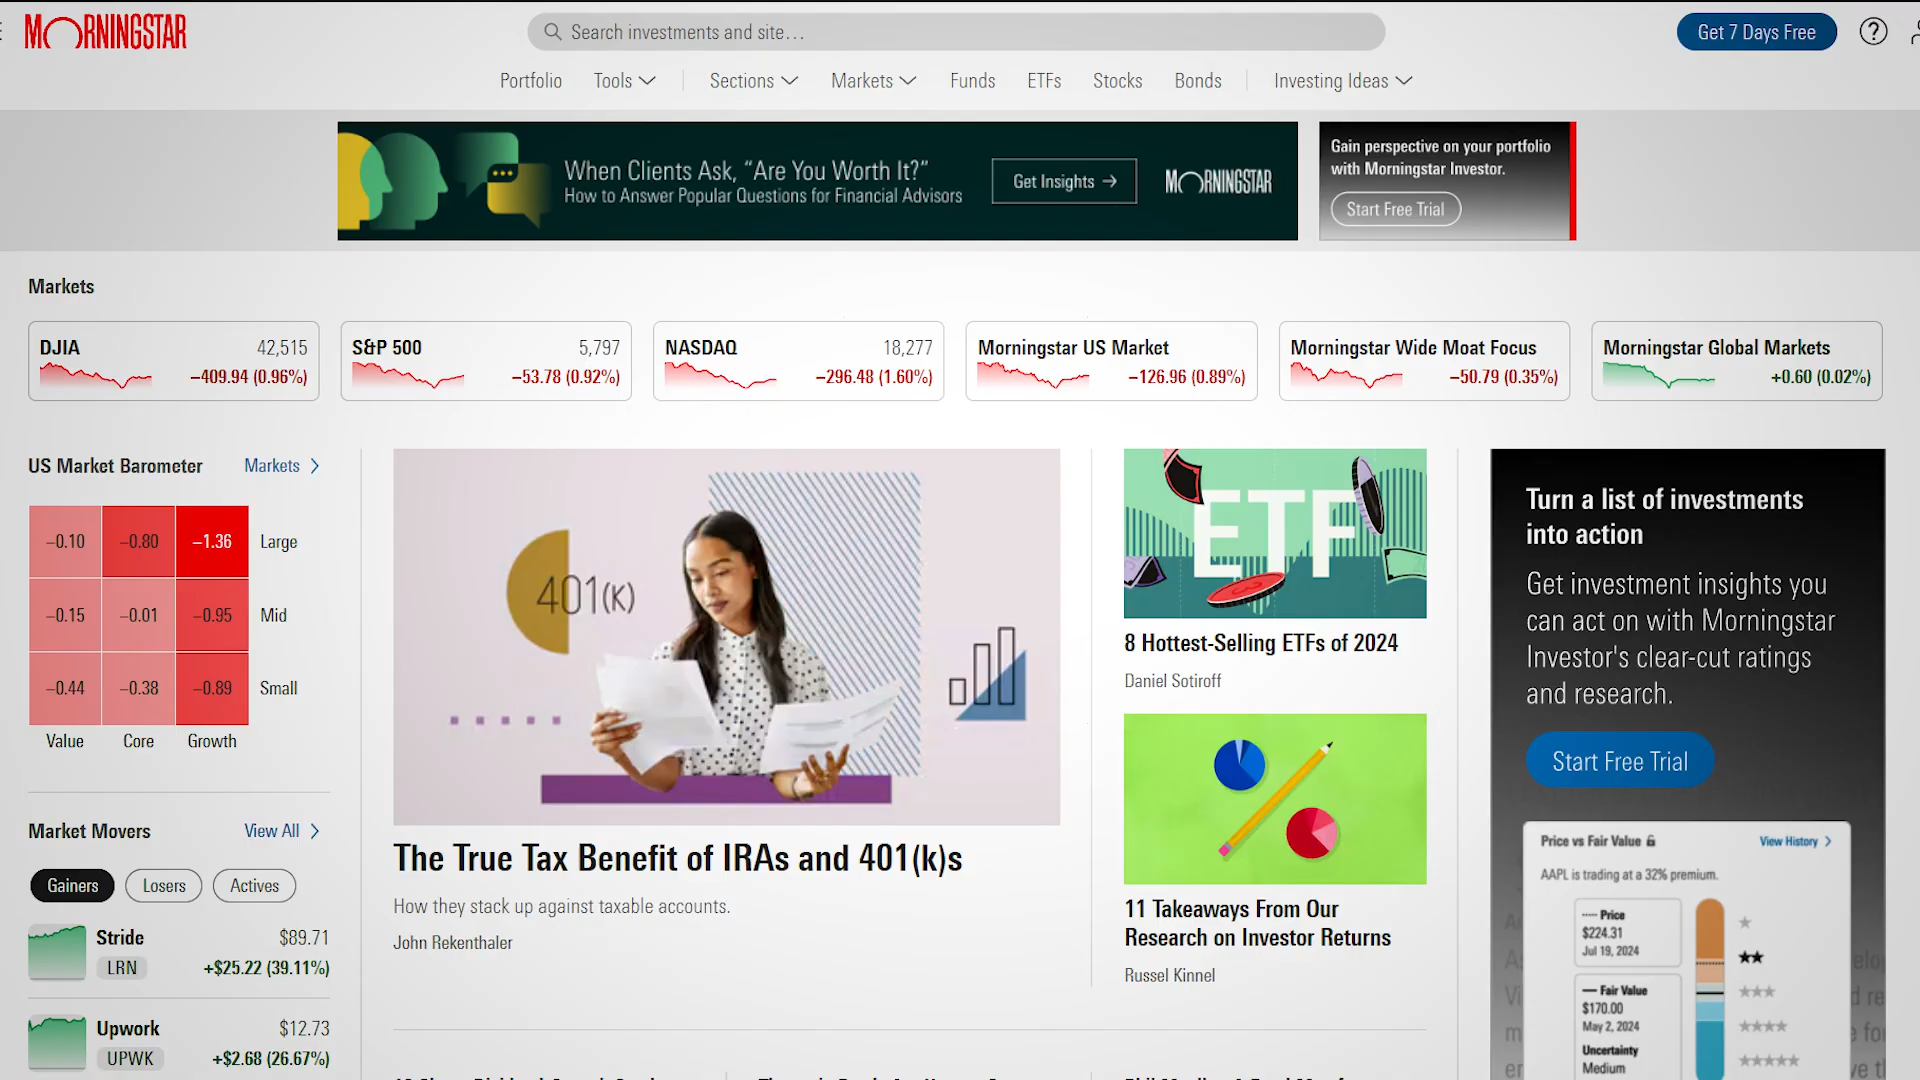 MORNINGSTAR
Search investments and site…
Get 7 Days Free
?
Portfolio
Tools
Sections
Markets
Funds
ETFs
Stocks
Bonds
Investing Ideas
When Clients Ask, “Are You Worth It?”
How to Answer Popular Questions for Financial Advisors
Get Insights →
MORNINGSTAR
Gain perspective on your portfolio
with Morningstar Investor.
Start Free Trial
Markets
DJIA 42,515
−409.94 (0.96%)
S&P 500 5,797
−53.78 (0.92%)
NASDAQ 18,277
−296.48 (1.60%)
Morningstar US Market
−126.96 (0.89%)
Morningstar Wide Moat Focus
−50.79 (0.35%)
Morningstar Global Markets
+0.60 (0.02%)
US Market Barometer Markets
−0.10 −0.80 −1.36 Large
−0.15 −0.01 −0.95 Mid
−0.44 −0.38 −0.89 Small
Value Core Growth
Market Movers View All
Gainers Losers Actives
Stride $89.71
LRN +$25.22 (39.11%)
Upwork $12.73
UPWK +$2.68 (26.67%)
401(K)
The True Tax Benefit of IRAs and 401(k)s
How they stack up against taxable accounts.
John Rekenthaler
ETF
8 Hottest-Selling ETFs of 2024
Daniel Sotiroff
11 Takeaways From Our
Research on Investor Returns
Russel Kinnel
Turn a list of investments
into action
Get investment insights you
can act on with Morningstar
Investor's clear-cut ratings
and research.
Start Free Trial
Price vs Fair Value View History
AAPL is trading at a 32% premium.
Price
$224.31
Jul 19, 2024
Fair Value
$170.00
May 2, 2024
Uncertainty
Medium